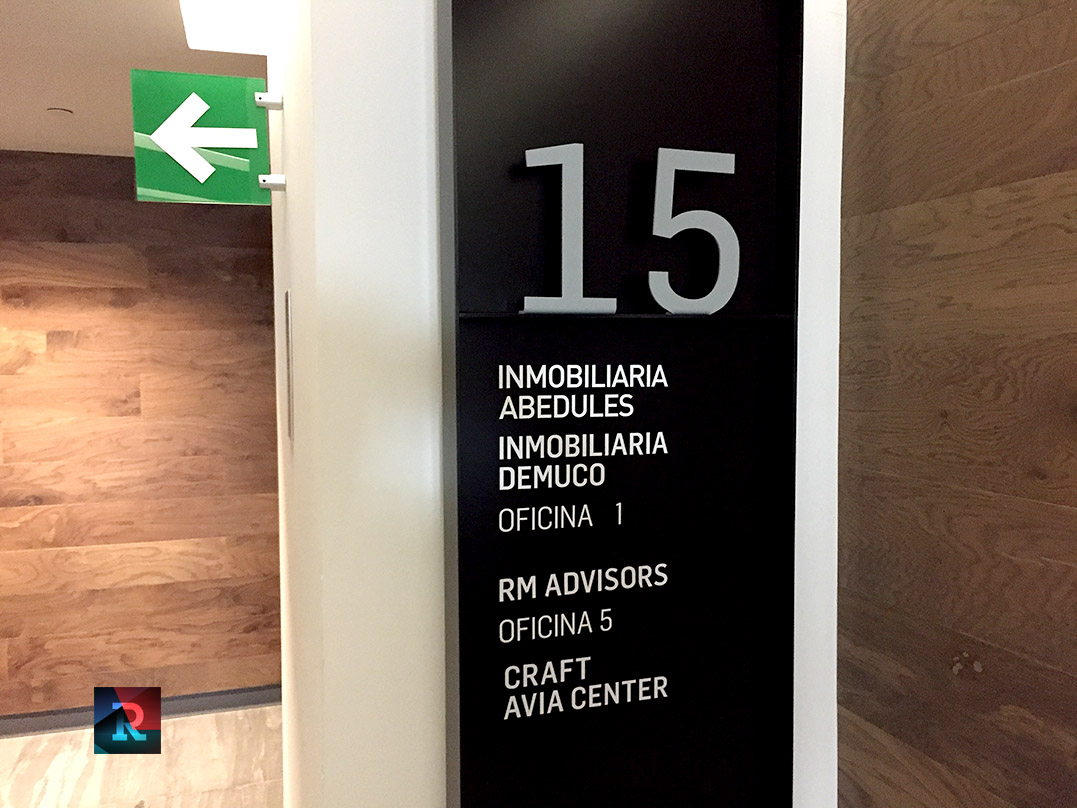 15
INMOBILIARIA
ABEDULES
INMOBILIARIA
DEMUCO
OFICINA 1
RM ADVISORS
OFICINA 5
CRAFT
AVIA CENTER
R